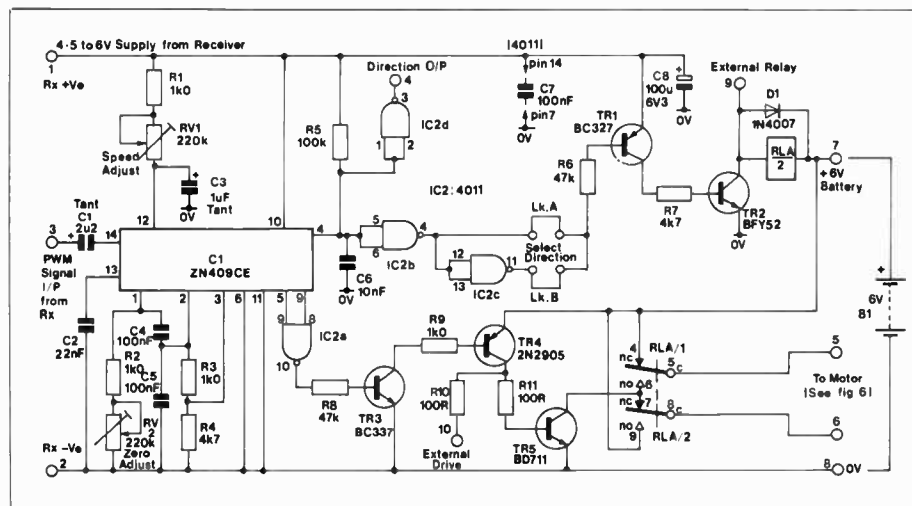 4·5 to 6V Supply from Receiver
1
Rx +Ve
R1
1k0
RV1
220k
Speed
Adjust
C3
1uF
Tant
0V
Tant
C1
2u2
3
PWM
Signal
I/P
from
Rx
14
13
12
10
4
C1
ZN409CE
1
2
3
6
11
5
9
C2
22nF
C4
100nF
R2
1k0
C5
100nF
RV
2
220k
Zero
Adjust
R3
1k0
R4
4k7
Rx -Ve
2
Direction O/P
4
3
IC2d
1
2
R5
100k
|4011|
pin 14
C7
100nF
pin7
0V
IC2: 4011
5
6
4
IC2b
C6
10nF
0V
12
13
11
IC2c
Lk.A
Select
Direction
Lk.B
R6
47k
TR1
BC327
C8
100u
6V3
0V
R7
4k7
TR2
BFY52
0V
External Relay
9
D1
1N4007
RLA
2
7
+6V
Battery
9
8
IC2a
10
R8
47k
TR3
BC337
R9
1k0
TR4
2N2905
R10
100R
R11
100R
10
External
Drive
TR5
BD711
4
nc
RLA/1
5
c
no
6
nc
7
8
c
no
9
RLA/2
5
To Motor
(See fig 6)
6
6V
B1
8
0V